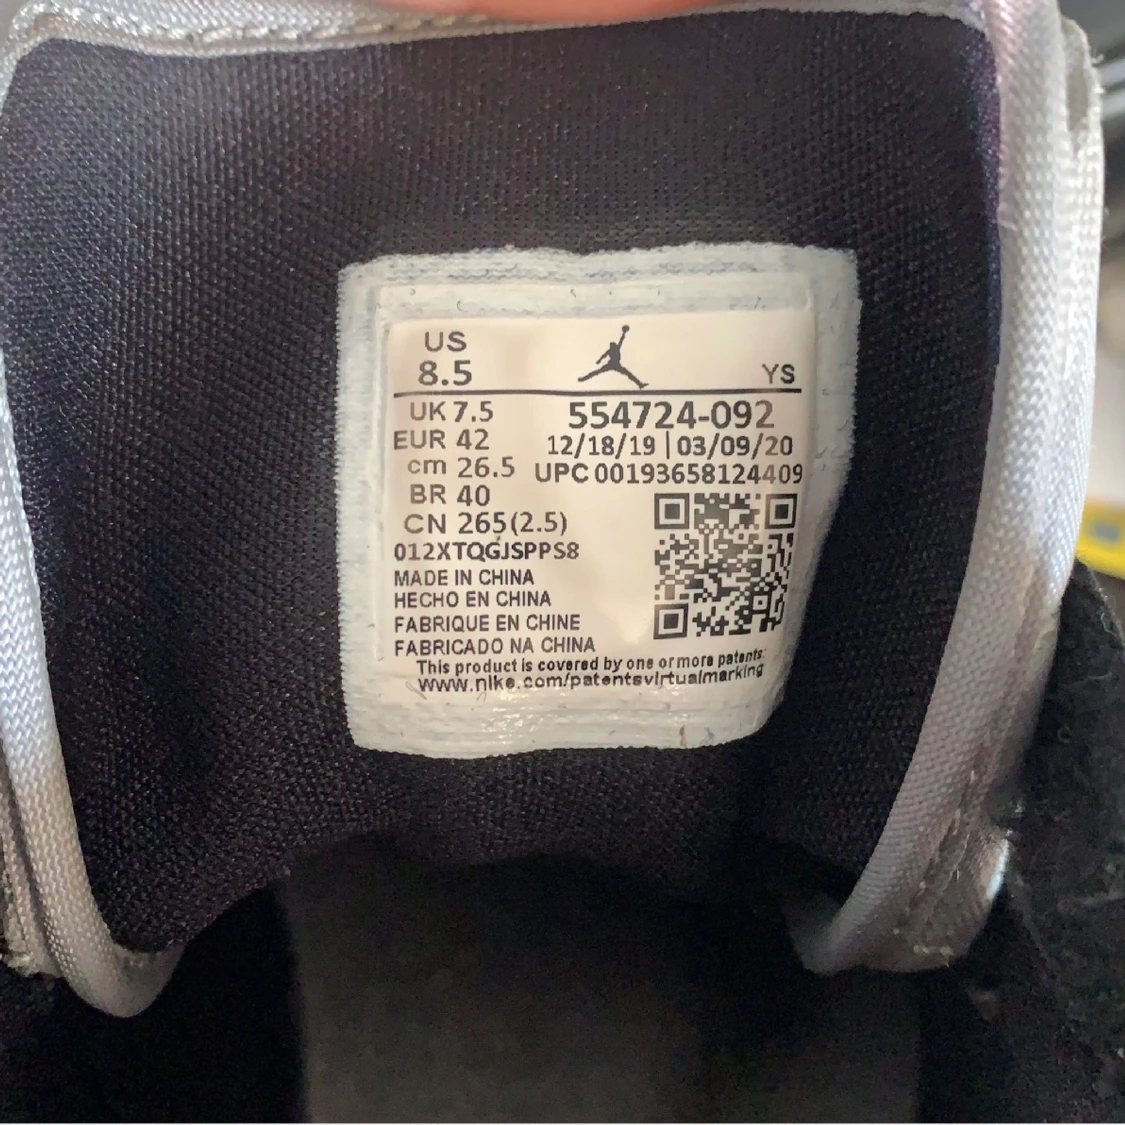 US
8.5
YS
UK 7.5
554724-092
EUR 42
12/18/19 | 03/09/20
cm 26.5
UPC 00193658124409
BR 40
CN 265(2.5)
012XTQGJSPPS8
MADE IN CHINA
HECHO EN CHINA
FABRIQUE EN CHINE
FABRICADO NA CHINA
This product is covered by one or more patents:
www.nike.com/patentsvirtualmarking